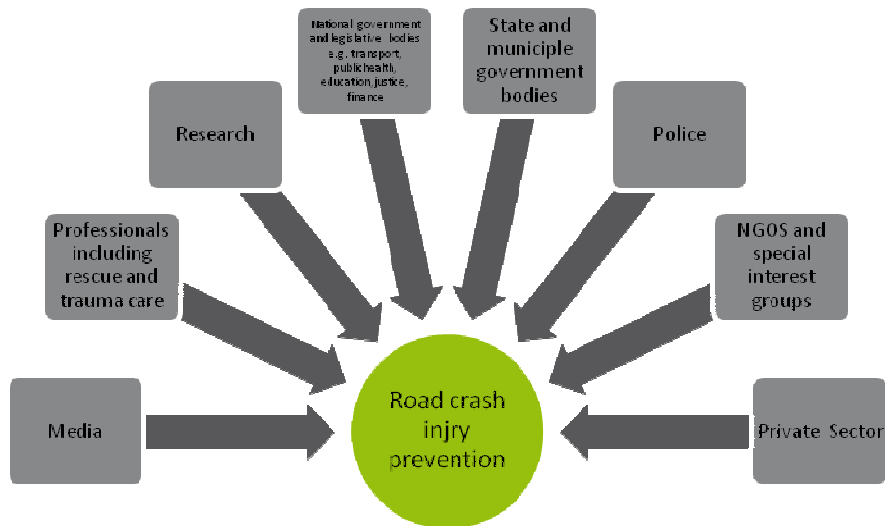 National government
and legislative bodies
e.g. transport,
public health,
education, justice,
finance
State and
municiple
government
bodies
Research
Police
Professionals
including
rescue and
trauma care
NGOS and
special
interest
groups
Media
Road crash
injry
prevention
Private Sector